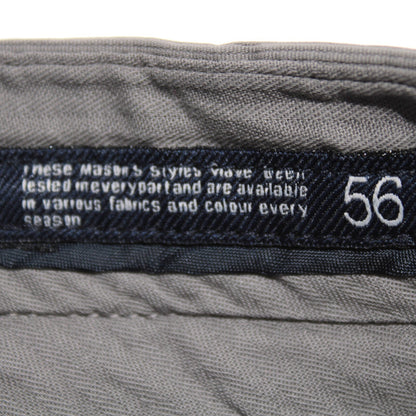 These Mason's styles have been
tested in every part and are available
in various fabrics and colour every
season
56